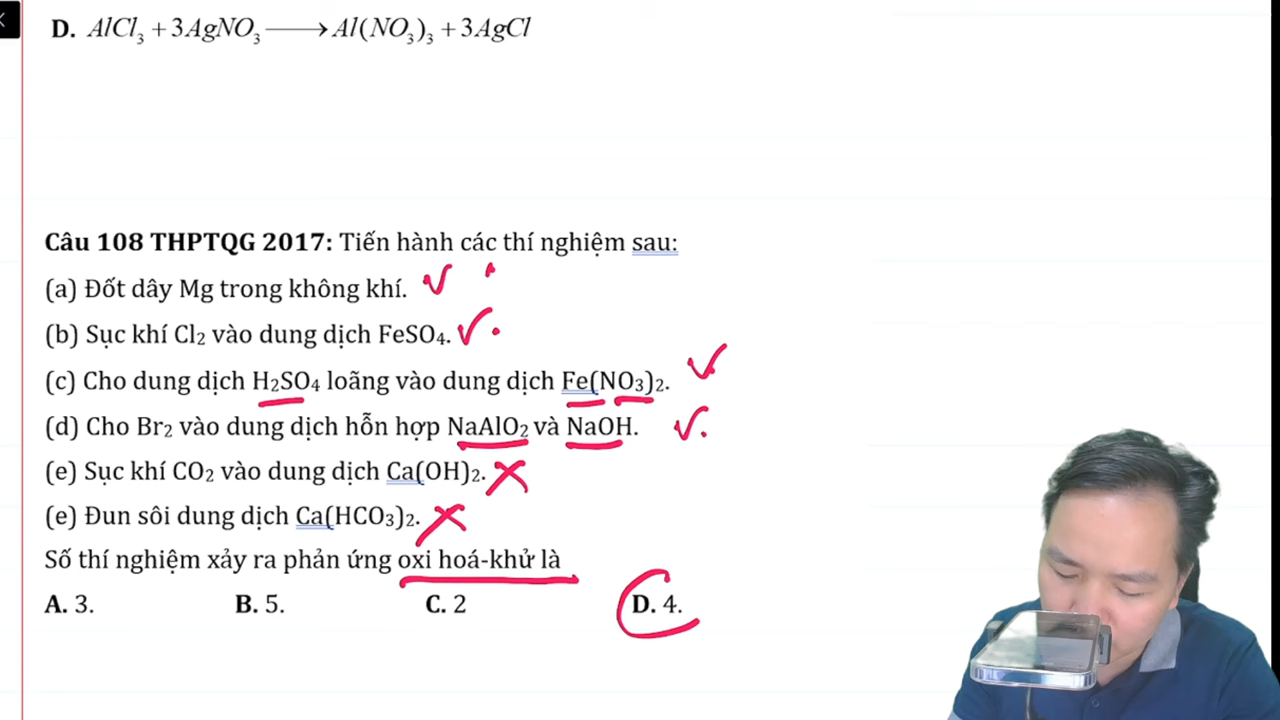 D. AlCl₃ + 3AgNO₃ ⟶ Al(NO₃)₃ + 3AgCl
Câu 108 THPTQG 2017: Tiến hành các thí nghiệm sau:
(a) Đốt dây Mg trong không khí.
(b) Sục khí Cl₂ vào dung dịch FeSO₄.
(c) Cho dung dịch H₂SO₄ loãng vào dung dịch Fe(NO₃)₂.
(d) Cho Br₂ vào dung dịch hỗn hợp NaAlO₂ và NaOH.
(e) Sục khí CO₂ vào dung dịch Ca(OH)₂.
(e) Đun sôi dung dịch Ca(HCO₃)₂.
Số thí nghiệm xảy ra phản ứng oxi hoá-khử là
A. 3. B. 5. C. 2 D. 4.